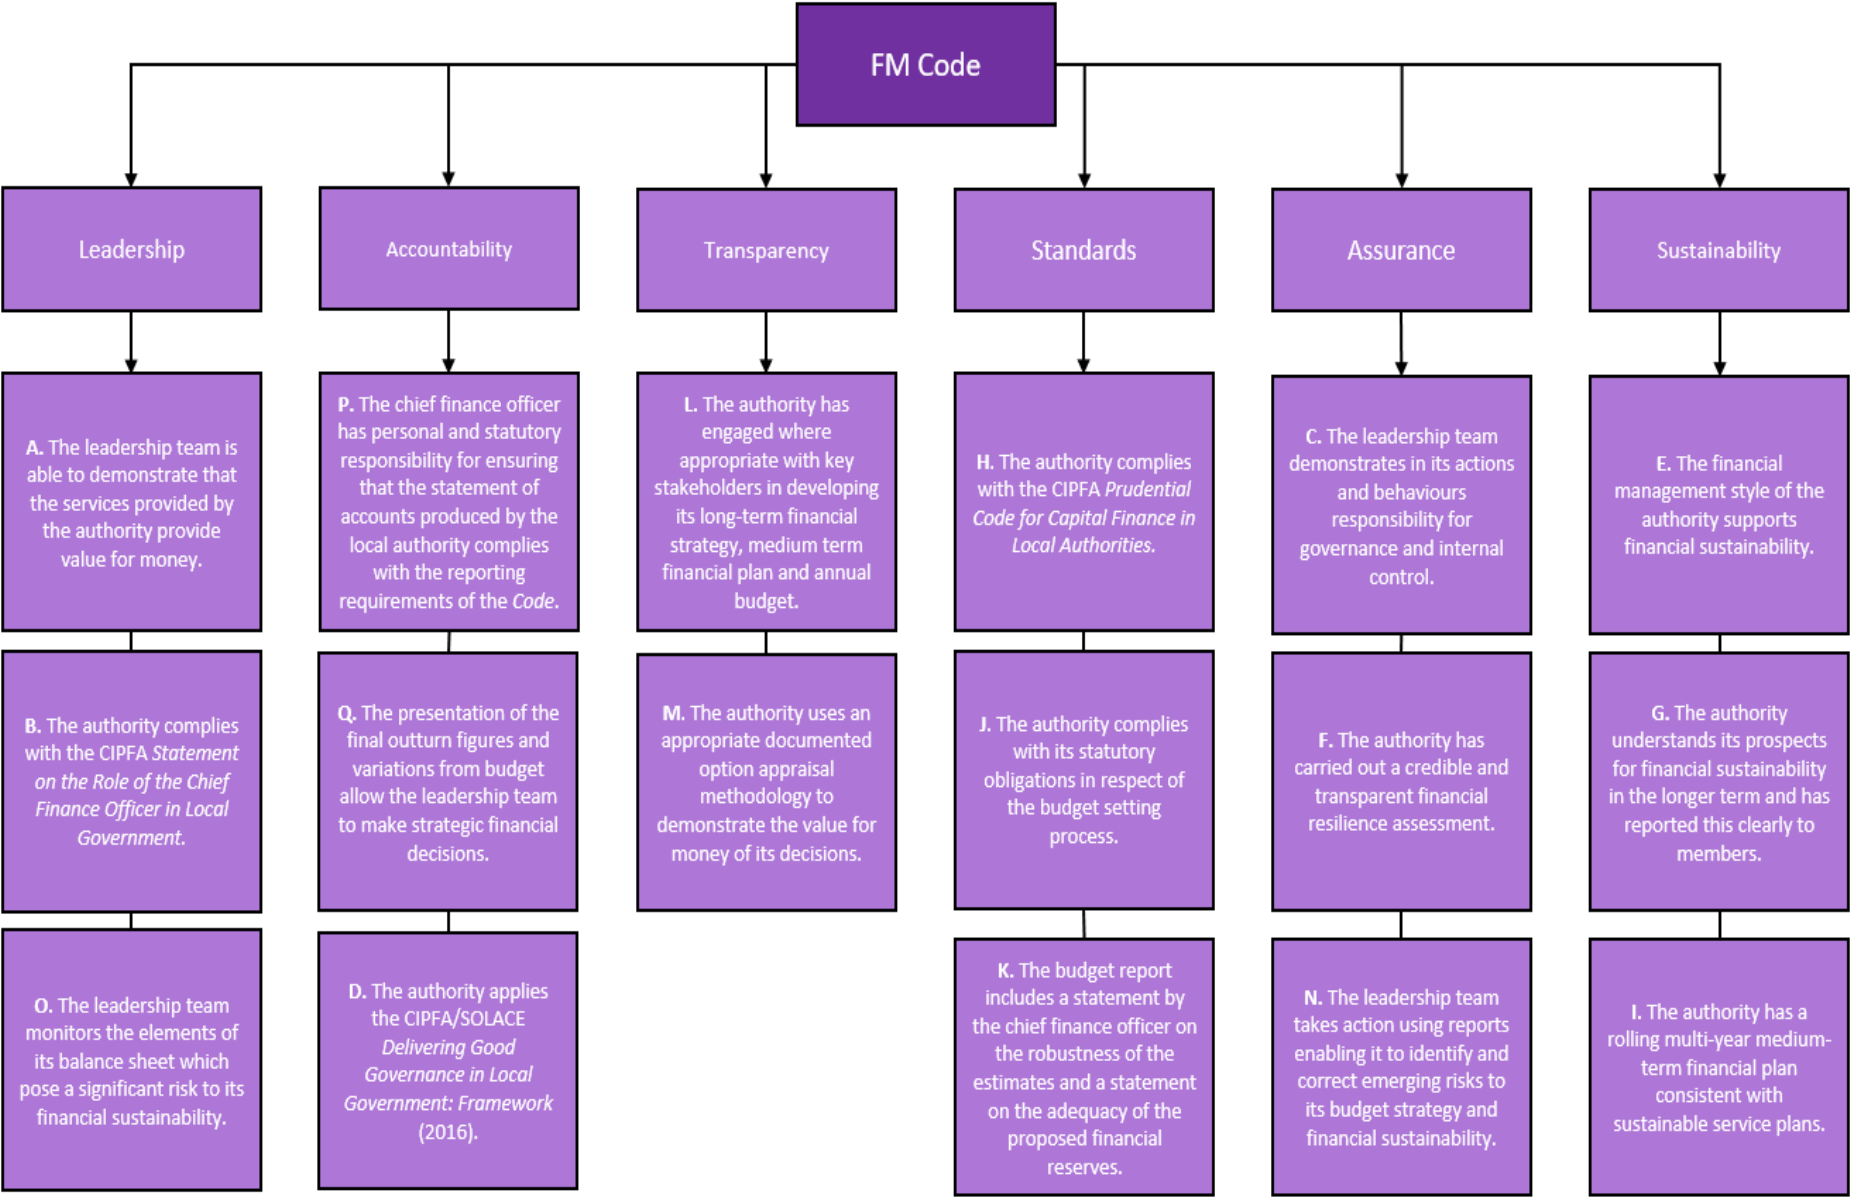 FM Code
Leadership
Accountability
Transparency
Standards
Assurance
Sustainability
A. The leadership team is
able to demonstrate that
the services provided by
the authority provide
value for money.
B. The authority complies
with the CIPFA Statement
on the Role of the Chief
Finance Officer in Local
Government.
O. The leadership team
monitors the elements of
its balance sheet which
pose a significant risk to its
financial sustainability.
P. The chief finance officer
has personal and statutory
responsibility for ensuring
that the statement of
accounts produced by the
local authority complies
with the reporting
requirements of the Code.
Q. The presentation of the
final outturn figures and
variations from budget
allow the leadership team
to make strategic financial
decisions.
D. The authority applies
the CIPFA/SOLACE
Delivering Good
Governance in Local
Government: Framework
(2016).
L. The authority has
engaged where
appropriate with key
stakeholders in developing
its long-term financial
strategy, medium term
financial plan and annual
budget.
M. The authority uses an
appropriate documented
option appraisal
methodology to
demonstrate the value for
money of its decisions.
H. The authority complies
with the CIPFA Prudential
Code for Capital Finance in
Local Authorities.
J. The authority complies
with its statutory
obligations in respect of
the budget setting
process.
K. The budget report
includes a statement by
the chief finance officer on
the robustness of the
estimates and a statement
on the adequacy of the
proposed financial
reserves.
C. The leadership team
demonstrates in its actions
and behaviours
responsibility for
governance and internal
control.
F. The authority has
carried out a credible and
transparent financial
resilience assessment.
N. The leadership team
takes action using reports
enabling it to identify and
correct emerging risks to
its budget strategy and
financial sustainability.
E. The financial
management style of the
authority supports
financial sustainability.
G. The authority
understands its prospects
for financial sustainability
in the longer term and has
reported this clearly to
members.
I. The authority has a
rolling multi-year medium-
term financial plan
consistent with
sustainable service plans.